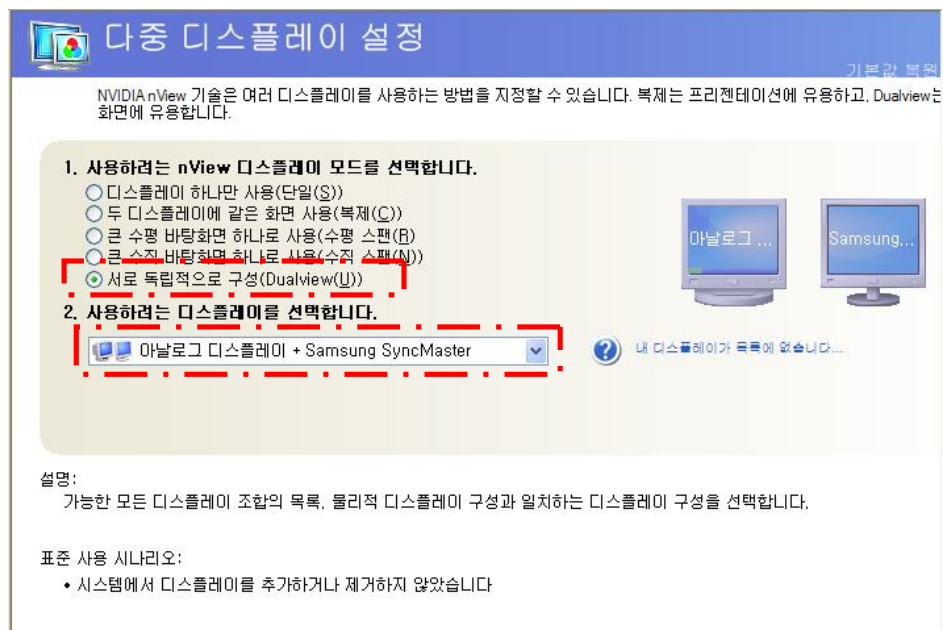 다중 디스플레이 설정
기본값 복원
NVIDIA nView 기술은 여러 디스플레이를 사용하는 방법을 지정할 수 있습니다. 복제는 프리젠테이션에 유용하고, Dualview는
화면에 유용합니다.
1. 사용하려는 nView 디스플레이 모드를 선택합니다.
디스플레이 하나만 사용(단일(S))
두 디스플레이에 같은 화면 사용(복제(C))
큰 수평 바탕화면 하나로 사용(수평 스팬(R)
큰 수직 바탕화면 하나로 사용(수직 스팬(N))
서로 독립적으로 구성(Dualview(U))
아날로그 ...
Samsung...
2. 사용하려는 디스플레이를 선택합니다.
아날로그 디스플레이 + Samsung SyncMaster
내 디스플레이가 목록에 없습니다...
설명:
가능한 모든 디스플레이 조합의 목록, 물리적 디스플레이 구성과 일치하는 디스플레이 구성을 선택합니다.
표준 사용 시나리오:
• 시스템에서 디스플레이를 추가하거나 제거하지 않았습니다